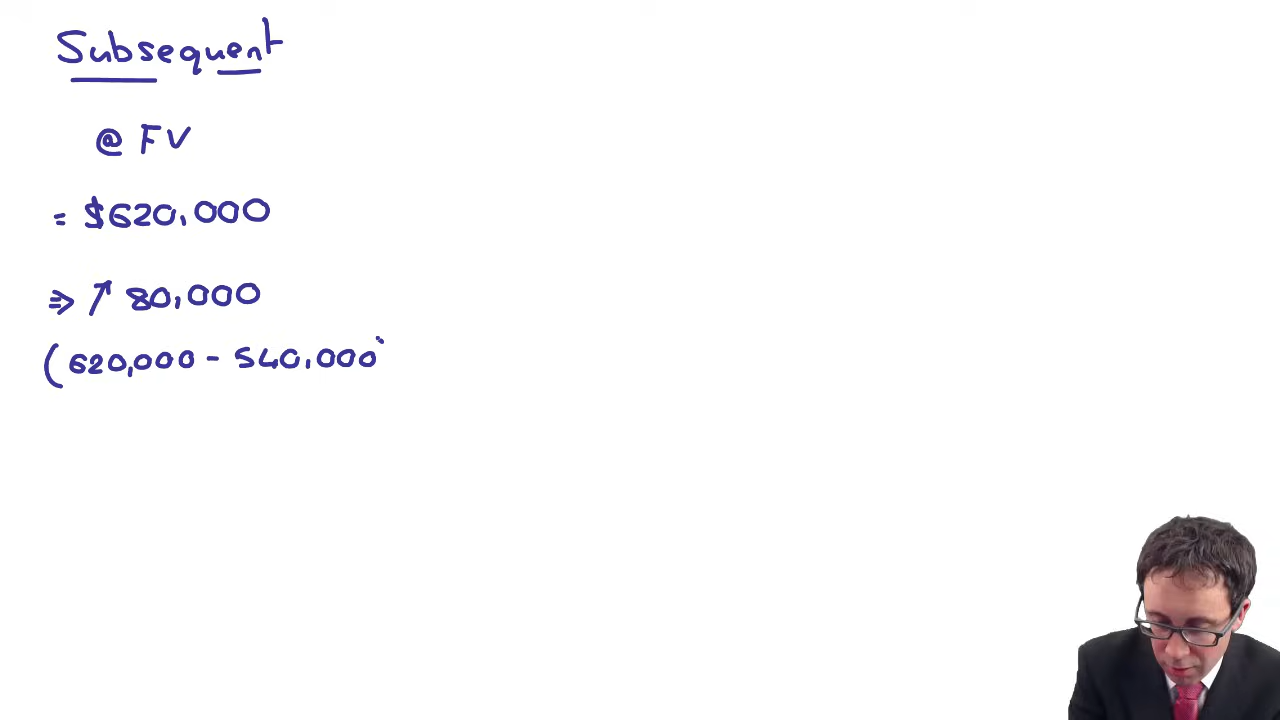 Subsequent
@ FV
= $620,000
⇒ ↗ 80,000
(620,000 - 540,000